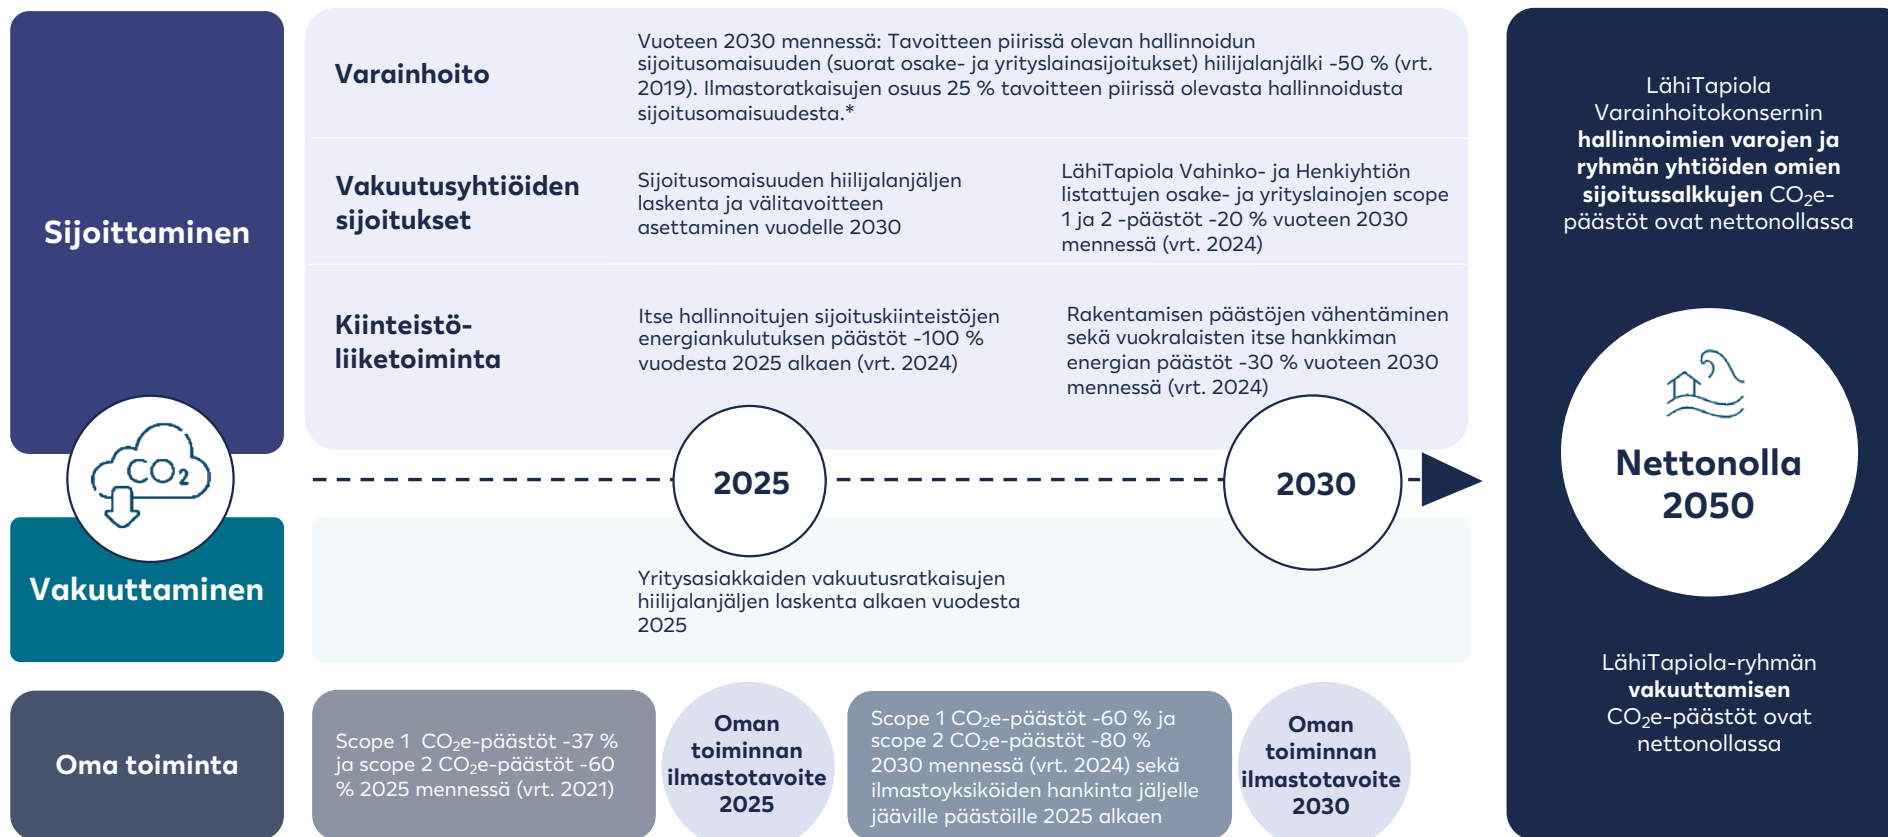 Sijoittaminen
Varainhoito
Vuoteen 2030 mennessä: Tavoitteen piirissä olevan hallinnoidun
sijoitusomaisuuden (suorat osake- ja yrityslainasijoitukset) hiilijalanjälki -50 % (vrt.
2019). Ilmastoratkaisujen osuus 25 % tavoitteen piirissä olevasta hallinnoidusta
sijoitusomaisuudesta.*
Vakuutusyhtiöiden
sijoitukset
Sijoitusomaisuuden hiilijalanjäljen
laskenta ja välitavoitteen
asettaminen vuodelle 2030
LähiTapiola Vahinko- ja Henkiyhtiön
listattujen osake- ja yrityslainojen scope
1 ja 2 -päästöt -20 % vuoteen 2030
mennessä (vrt. 2024)
Kiinteistö-
liiketoiminta
Itse hallinnoitujen sijoituskiinteistöjen
energiankulutuksen päästöt -100 %
vuodesta 2025 alkaen (vrt. 2024)
Rakentamisen päästöjen vähentäminen
sekä vuokralaisten itse hankkiman
energian päästöt -30 % vuoteen 2030
mennessä (vrt. 2024)
CO₂
2025
2030
Vakuuttaminen
Yritysasiakkaiden vakuutusratkaisujen
hiilijalanjäljen laskenta alkaen vuodesta
2025
Oma toiminta
Scope 1 CO₂e-päästöt -37 %
ja scope 2 CO₂e-päästöt -60
% 2025 mennessä (vrt. 2021)
Oman
toiminnan
ilmastotavoite
2025
Scope 1 CO₂e-päästöt -60 % ja
scope 2 CO₂e-päästöt -80 %
2030 mennessä (vrt. 2024) sekä
ilmastoyksiköiden hankinta jäljelle
jääville päästöille 2025 alkaen
Oman
toiminnan
ilmastotavoite
2030
LähiTapiola
Varainhoitokonsernin
hallinnoimien varojen ja
ryhmän yhtiöiden omien
sijoitussalkkujen CO₂e-
päästöt ovat nettonollassa
Nettonolla
2050
LähiTapiola-ryhmän
vakuuttamisen
CO₂e-päästöt ovat
nettonollassa